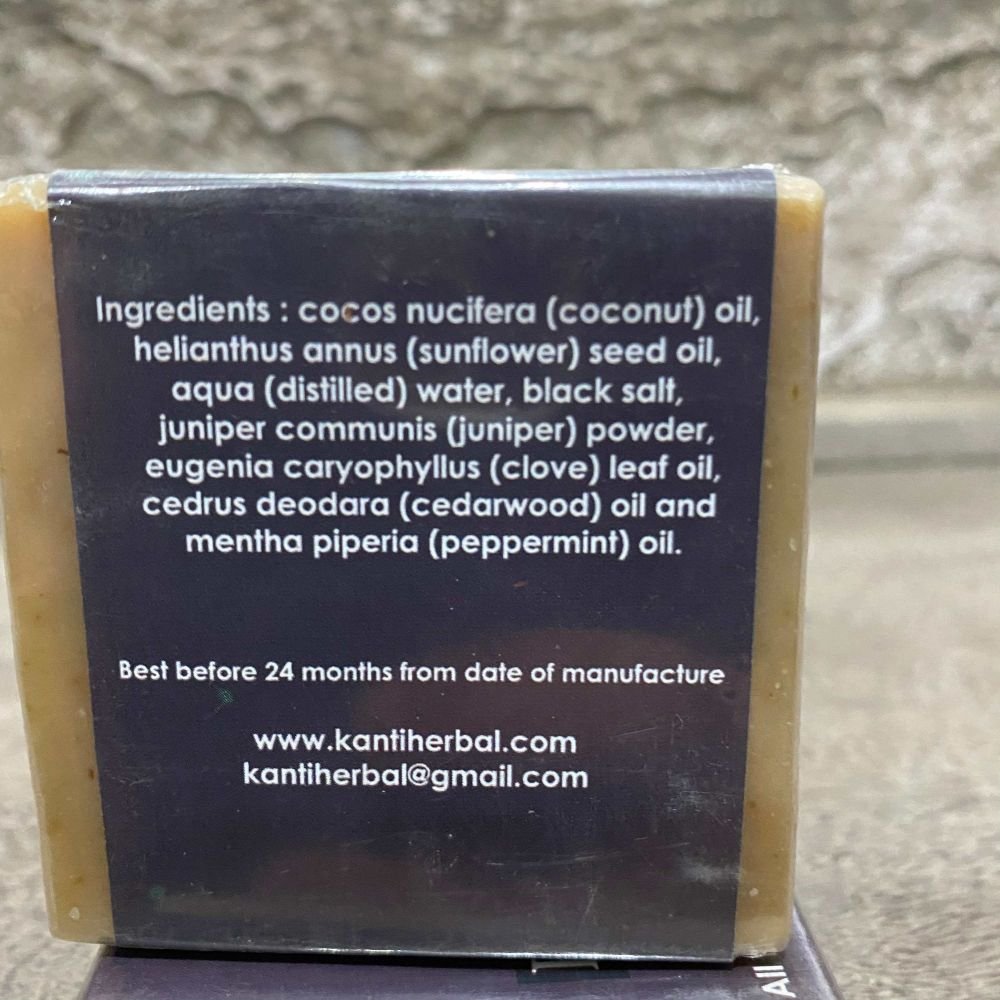 Ingredients : cocos nucifera (coconut) oil,
helianthus annus (sunflower) seed oil,
aqua (distilled) water, black salt,
juniper communis (juniper) powder,
eugenia caryophyllus (clove) leaf oil,
cedrus deodara (cedarwood) oil and
mentha piperia (peppermint) oil.
Best before 24 months from date of manufacture
www.kantiherbal.com
kantiherbal@gmail.com
All